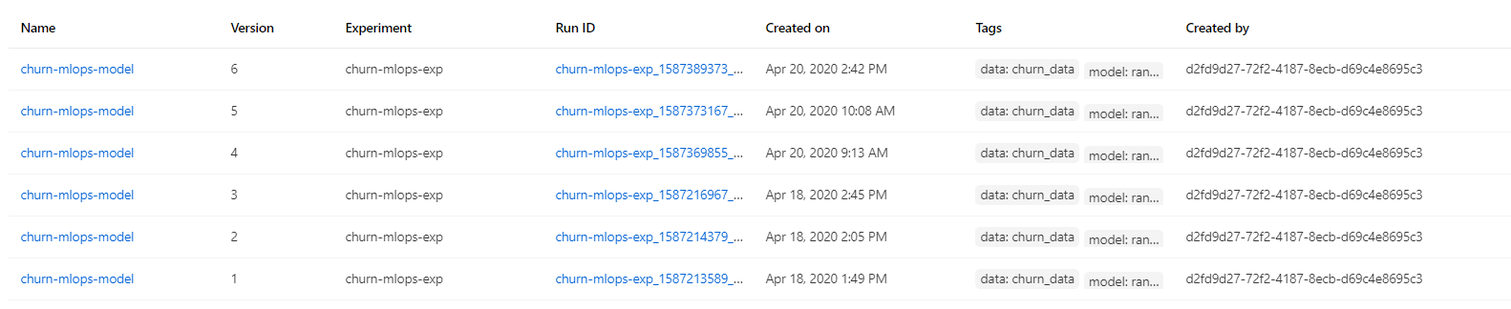 Name Version Experiment Run ID Created on Tags Created by
churn-mlops-model 6 churn-mlops-exp churn-mlops-exp_1587389373_... Apr 20, 2020 2:42 PM data: churn_data model: ran... d2fd9d27-72f2-4187-8ecb-d69c4e8695c3
churn-mlops-model 5 churn-mlops-exp churn-mlops-exp_1587373167_... Apr 20, 2020 10:08 AM data: churn_data model: ran... d2fd9d27-72f2-4187-8ecb-d69c4e8695c3
churn-mlops-model 4 churn-mlops-exp churn-mlops-exp_1587369855_... Apr 20, 2020 9:13 AM data: churn_data model: ran... d2fd9d27-72f2-4187-8ecb-d69c4e8695c3
churn-mlops-model 3 churn-mlops-exp churn-mlops-exp_1587216967_... Apr 18, 2020 2:45 PM data: churn_data model: ran... d2fd9d27-72f2-4187-8ecb-d69c4e8695c3
churn-mlops-model 2 churn-mlops-exp churn-mlops-exp_1587214379_... Apr 18, 2020 2:05 PM data: churn_data model: ran... d2fd9d27-72f2-4187-8ecb-d69c4e8695c3
churn-mlops-model 1 churn-mlops-exp churn-mlops-exp_1587213589_... Apr 18, 2020 1:49 PM data: churn_data model: ran... d2fd9d27-72f2-4187-8ecb-d69c4e8695c3